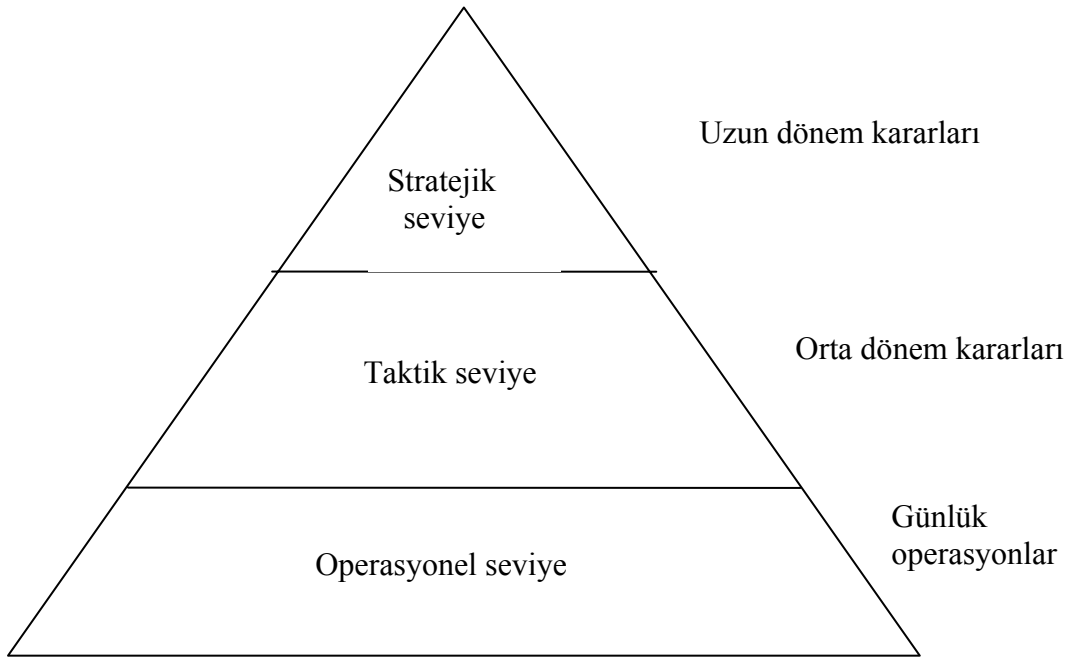 Uzun dönem kararları
Stratejik
seviye
Orta dönem kararları
Taktik seviye
Günlük
operasyonlar
Operasyonel seviye